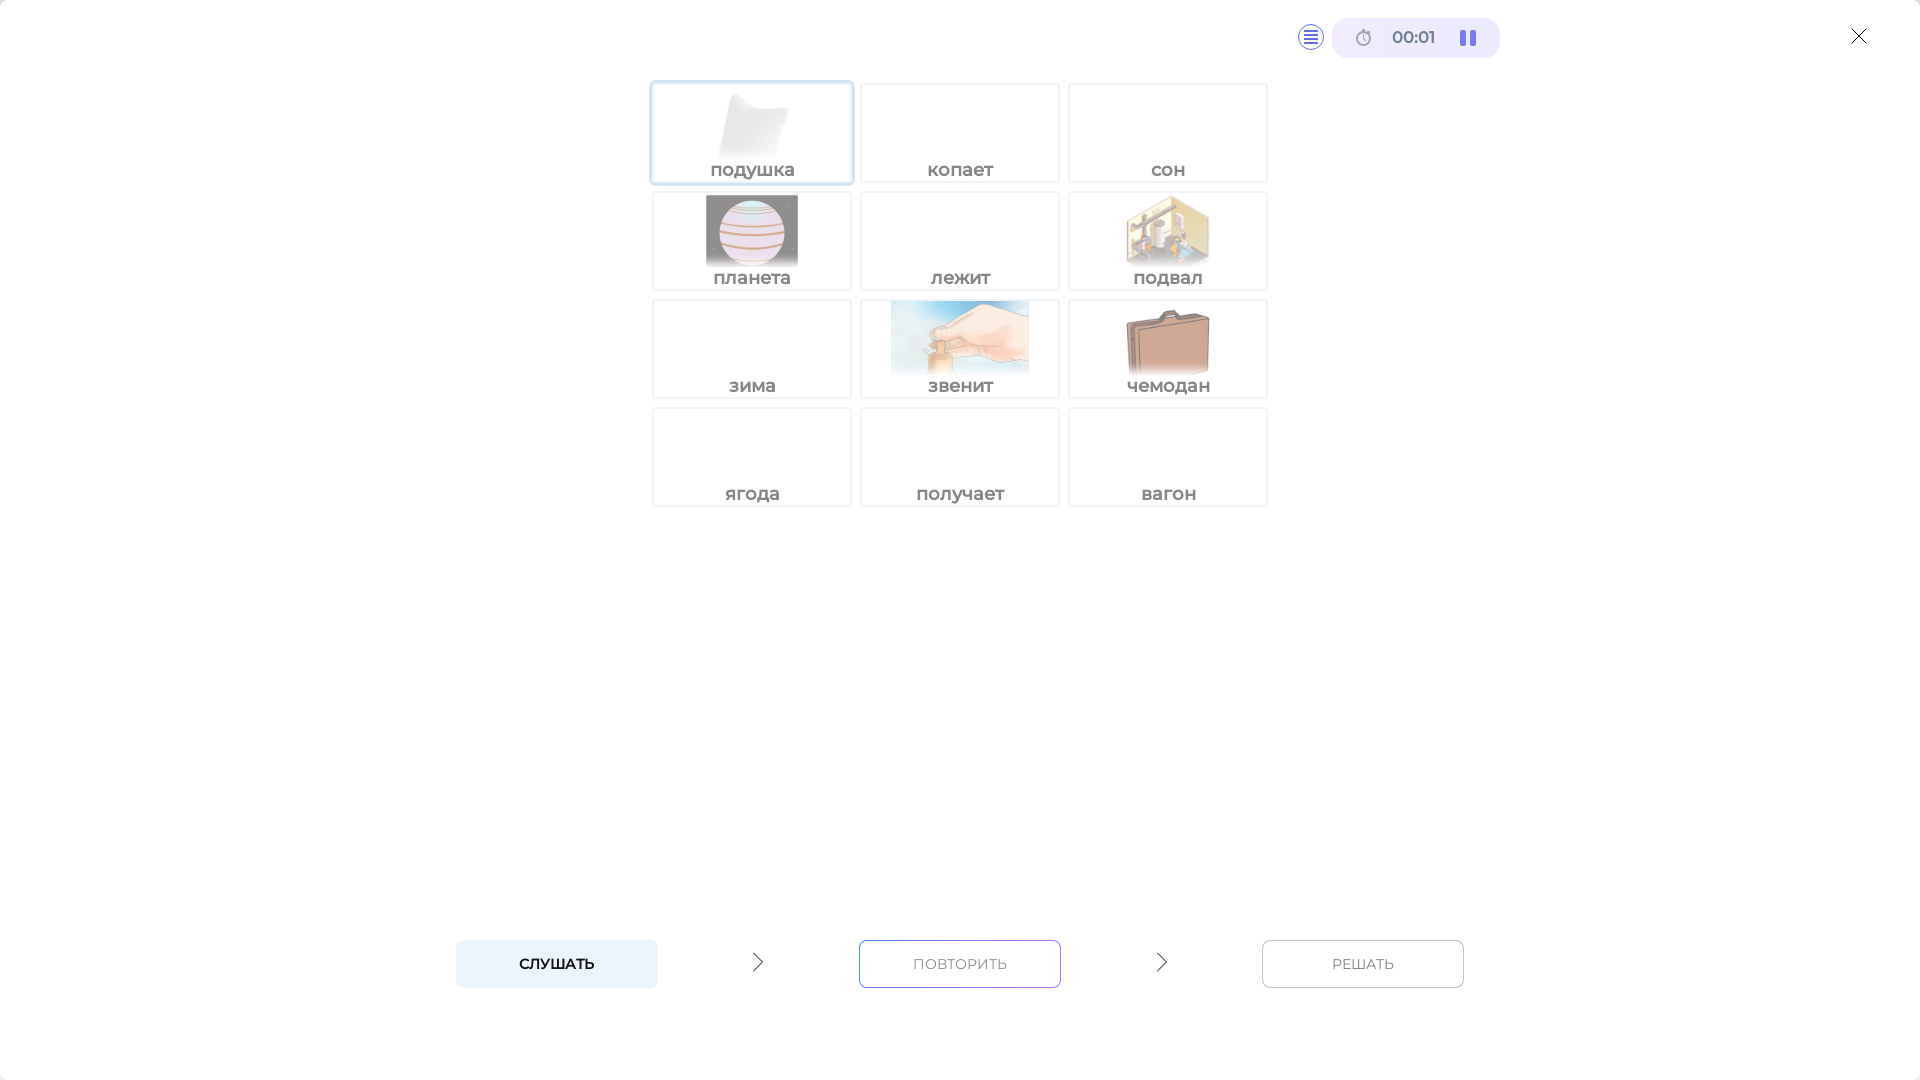 00:01
подушка
копает
сон
планета
лежит
подвал
зима
звенит
чемодан
ягода
получает
вагон
СЛУШАТЬ
ПОВТОРИТЬ
РЕШАТЬ